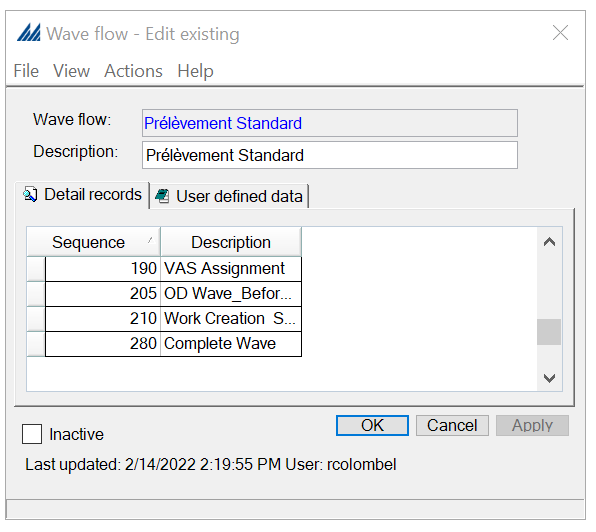 Wave flow - Edit existing
File View Actions Help
Wave flow: Prélèvement Standard
Description: Prélèvement Standard
Detail records User defined data
Sequence Description
190 VAS Assignment
205 OD Wave_Befor...
210 Work Creation S...
280 Complete Wave
OK Cancel Apply
Inactive
Last updated: 2/14/2022 2:19:55 PM User: rcolombel